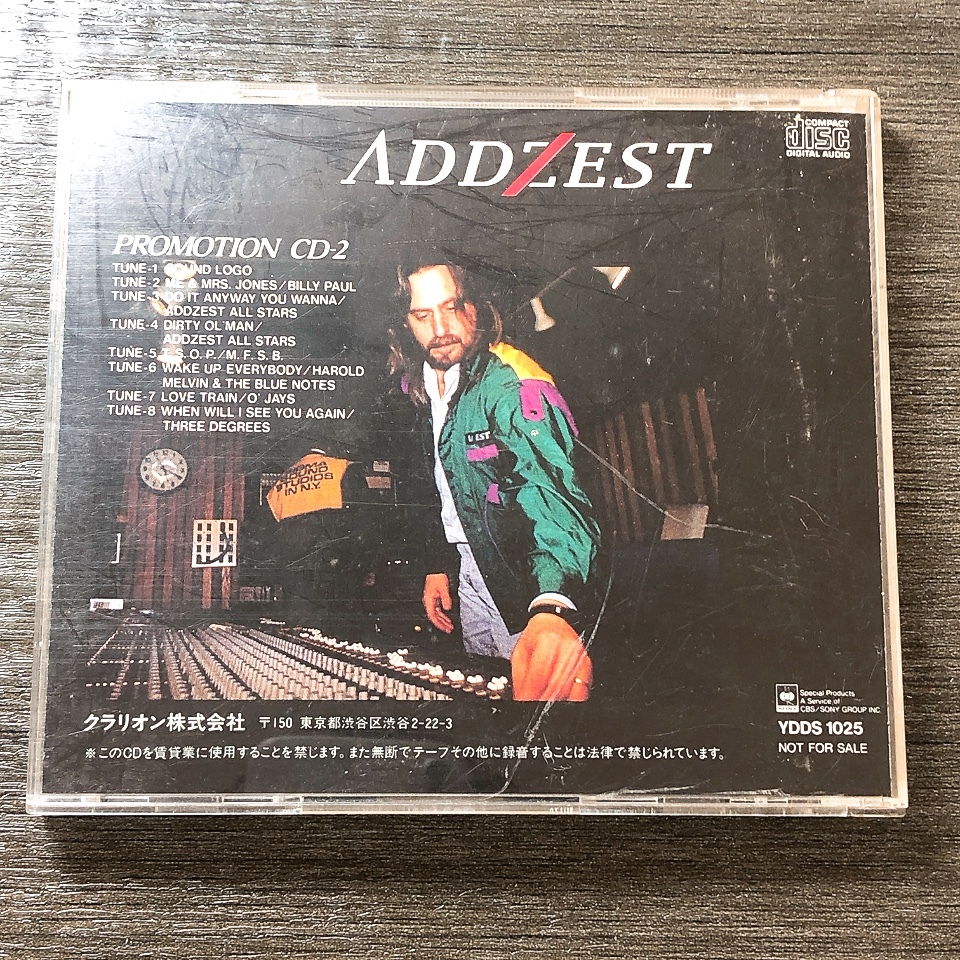 COMPACT
disc
DIGITAL AUDIO
ADDZEST
PROMOTION CD-2
TUNE-1 SOUND LOGO
TUNE-2 ME & MRS. JONES/BILLY PAUL
TUNE-3 DO IT ANYWAY YOU WANNA/
ADDZEST ALL STARS
TUNE-4 DIRTY OL'MAN/
ADDZEST ALL STARS
TUNE-5 T. S. O. P./M. F. S. B.
TUNE-6 WAKE UP EVERYBODY/HAROLD
MELVIN & THE BLUE NOTES
TUNE-7 LOVE TRAIN/O' JAYS
TUNE-8 WHEN WILL I SEE YOU AGAIN/
THREE DEGREES
SOUND
STUDIOS
IN N.Y.
クラリオン株式会社 〒150 東京都渋谷区渋谷2-22-3
※このCDを賃貸業に使用することを禁じます。また無断でテープその他に録音することは法律で禁じられています。
Special Products
A Service of
CBS/SONY GROUP INC
YDDS 1025
NOT FOR SALE